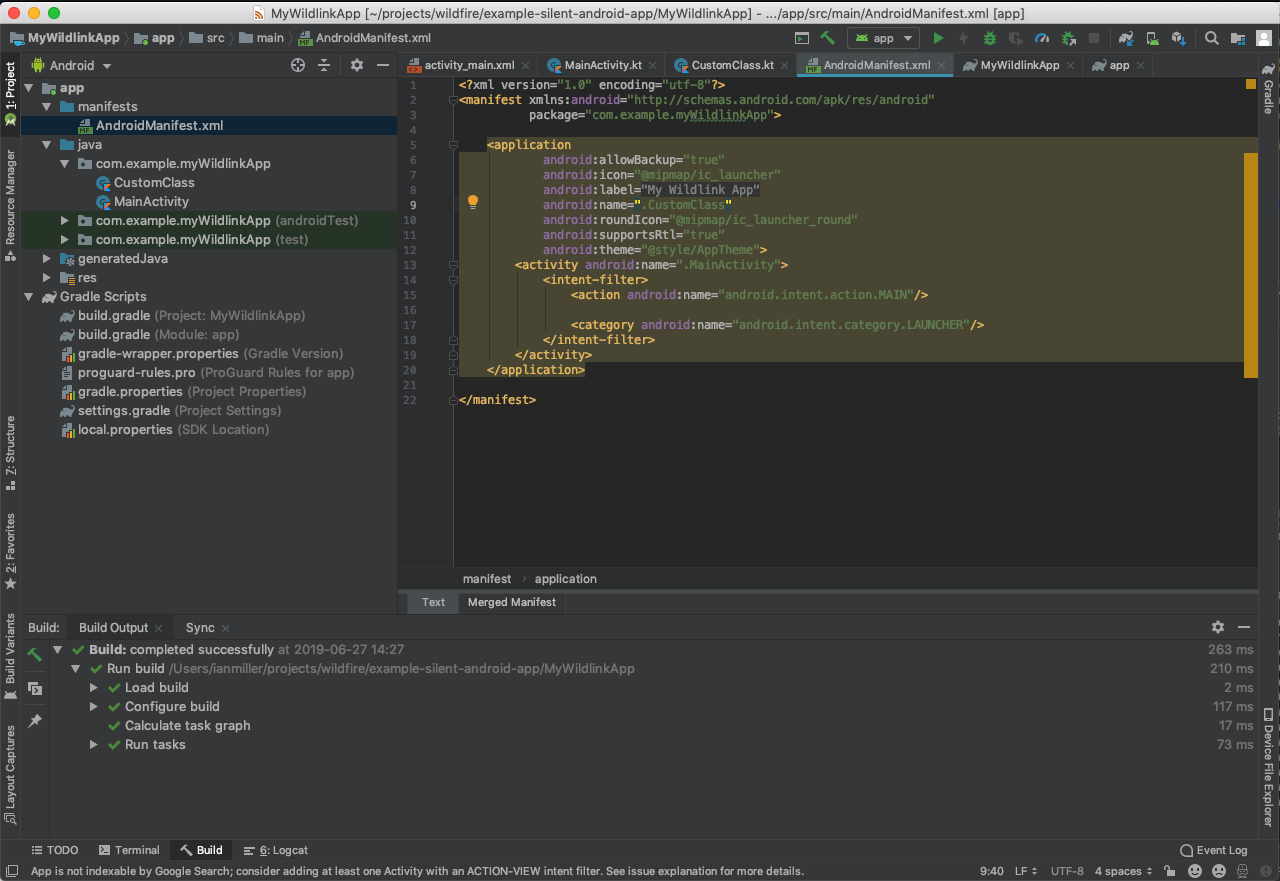 MyWildlinkApp [~/projects/wildfire/example-silent-android-app/MyWildlinkApp] - .../app/src/main/AndroidManifest.xml [app]
MyWildlinkApp app src main AndroidManifest.xml
app
1: Project
Resource Manager
Z: Structure
2: Favorites
Build Variants
Layout Captures
Android
app
manifests
AndroidManifest.xml
java
com.example.myWildlinkApp
CustomClass
MainActivity
com.example.myWildlinkApp (androidTest)
com.example.myWildlinkApp (test)
generatedJava
res
Gradle Scripts
build.gradle (Project: MyWildlinkApp)
build.gradle (Module: app)
gradle-wrapper.properties (Gradle Version)
proguard-rules.pro (ProGuard Rules for app)
gradle.properties (Project Properties)
settings.gradle (Project Settings)
local.properties (SDK Location)
activity_main.xml MainActivity.kt CustomClass.kt AndroidManifest.xml MyWildlinkApp app
1 <?xml version="1.0" encoding="utf-8"?>
2 <manifest xmlns:android="http://schemas.android.com/apk/res/android"
3 package="com.example.myWildlinkApp">
4
5 <application
6 android:allowBackup="true"
7 android:icon="@mipmap/ic_launcher"
8 android:label="My Wildlink App"
9 android:name=".CustomClass"
10 android:roundIcon="@mipmap/ic_launcher_round"
11 android:supportsRtl="true"
12 android:theme="@style/AppTheme">
13 <activity android:name=".MainActivity">
14 <intent-filter>
15 <action android:name="android.intent.action.MAIN"/>
16
17 <category android:name="android.intent.category.LAUNCHER"/>
18 </intent-filter>
19 </activity>
20 </application>
21
22 </manifest>
manifest application
Text Merged Manifest
Gradle
Device File Explorer
Build: Build Output Sync
Build: completed successfully at 2019-06-27 14:27 263 ms
Run build /Users/ianmiller/projects/wildfire/example-silent-android-app/MyWildlinkApp 210 ms
Load build 2 ms
Configure build 117 ms
Calculate task graph 17 ms
Run tasks 73 ms
TODO Terminal Build 6: Logcat Event Log
App is not indexable by Google Search; consider adding at least one Activity with an ACTION-VIEW intent filter. See issue explanation for more details. 9:40 LF UTF-8 4 spaces